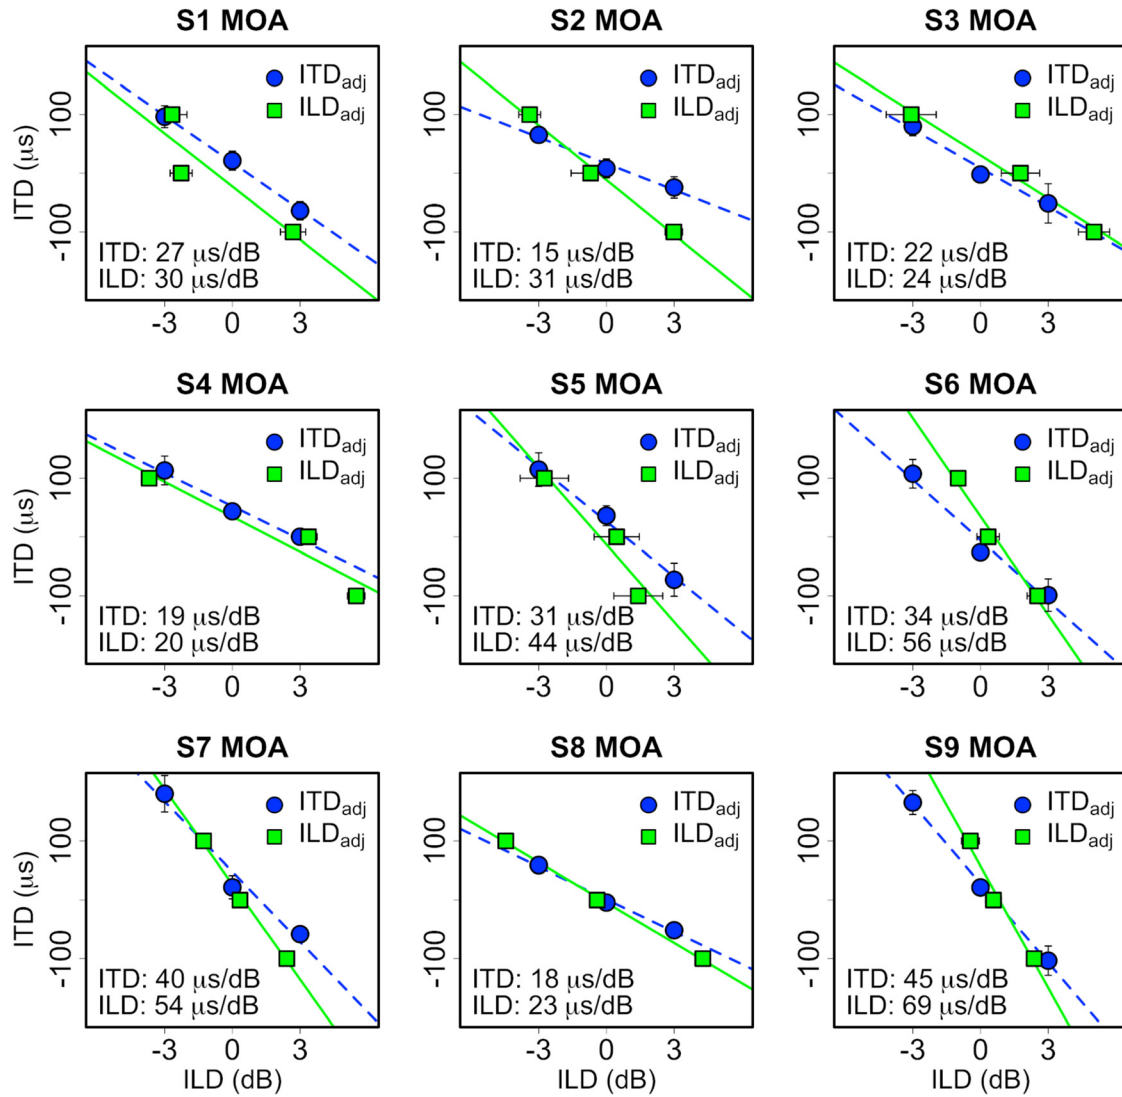 S1 MOA
S2 MOA
S3 MOA
ITD (μs)
100
-100
ITDadj
ILDadj
ITD: 27 μs/dB
ILD: 30 μs/dB
-3 0 3
100
-100
ITDadj
ILDadj
ITD: 15 μs/dB
ILD: 31 μs/dB
-3 0 3
100
-100
ITDadj
ILDadj
ITD: 22 μs/dB
ILD: 24 μs/dB
-3 0 3
S4 MOA
S5 MOA
S6 MOA
ITD (μs)
100
-100
ITDadj
ILDadj
ITD: 19 μs/dB
ILD: 20 μs/dB
-3 0 3
100
-100
ITDadj
ILDadj
ITD: 31 μs/dB
ILD: 44 μs/dB
-3 0 3
100
-100
ITDadj
ILDadj
ITD: 34 μs/dB
ILD: 56 μs/dB
-3 0 3
S7 MOA
S8 MOA
S9 MOA
ITD (μs)
100
-100
ITDadj
ILDadj
ITD: 40 μs/dB
ILD: 54 μs/dB
-3 0 3
ILD (dB)
100
-100
ITDadj
ILDadj
ITD: 18 μs/dB
ILD: 23 μs/dB
-3 0 3
ILD (dB)
100
-100
ITDadj
ILDadj
ITD: 45 μs/dB
ILD: 69 μs/dB
-3 0 3
ILD (dB)